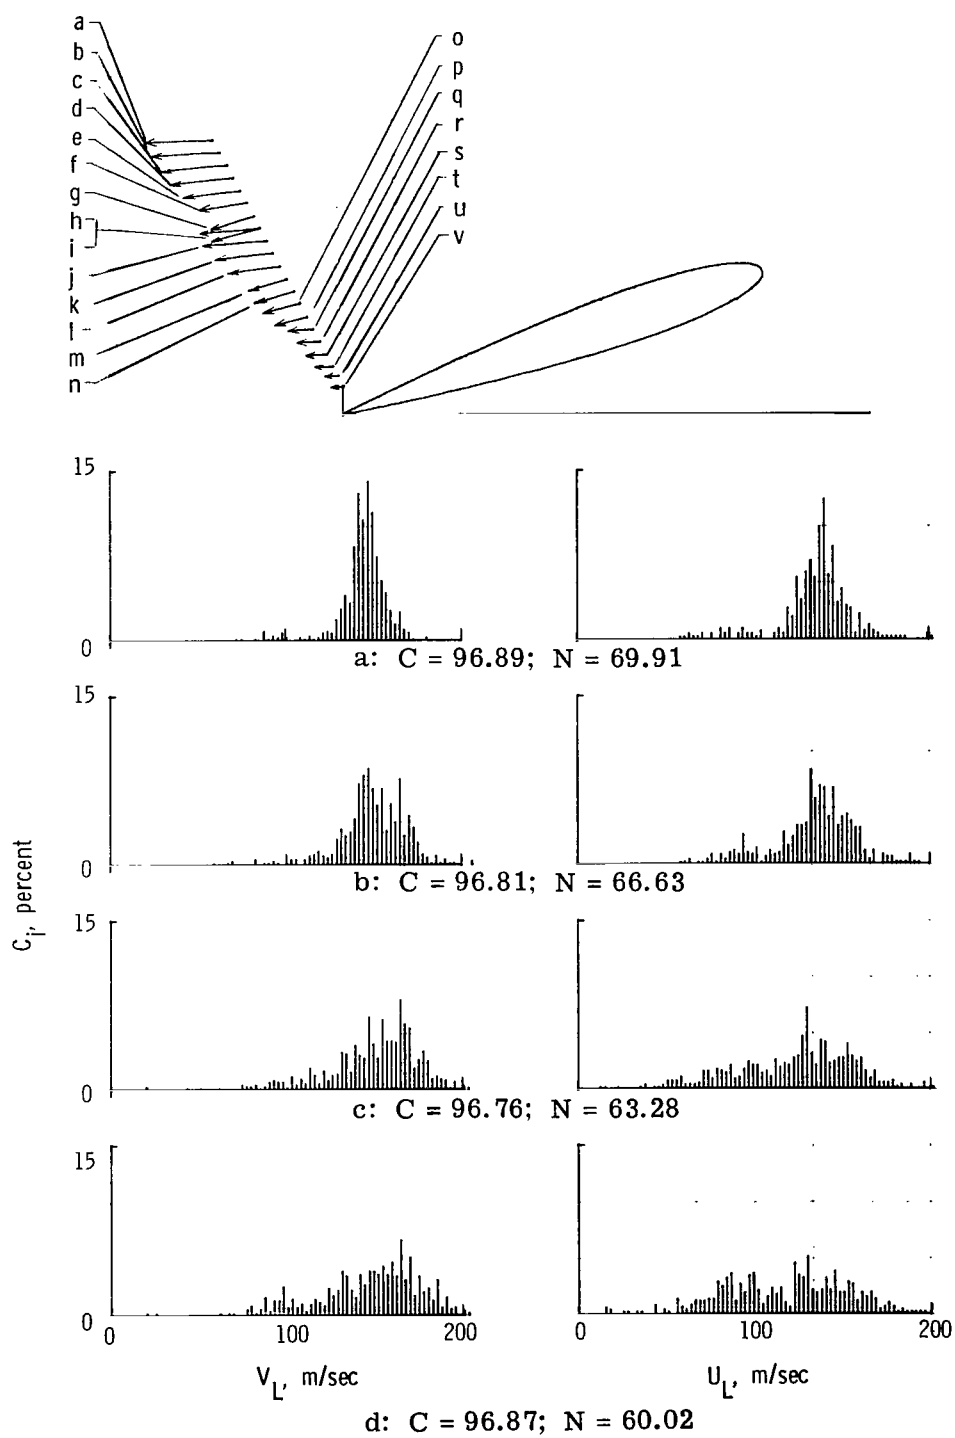 a
b
c
d
e
f
g
h
i
j
k
l
m
n
o
p
q
r
s
t
u
v
15
0
a: C = 96.89; N = 69.91
15
0
b: C = 96.81; N = 66.63
C_i, percent
15
0
c: C = 96.76; N = 63.28
15
0
0 100 200
0 100 200
V_L, m/sec
U_L, m/sec
d: C = 96.87; N = 60.02